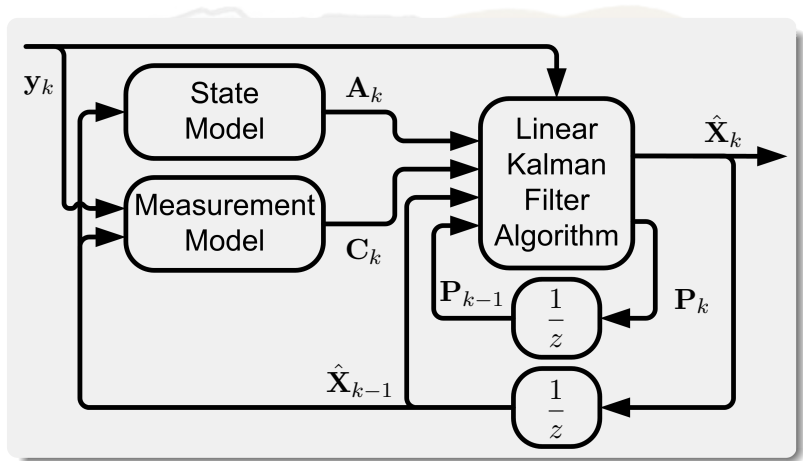 y_k
State
Model
A_k
Measurement
Model
C_k
Linear
Kalman
Filter
Algorithm
X̂_k
P_{k−1}
1
z
P_k
X̂_{k−1}
1
z